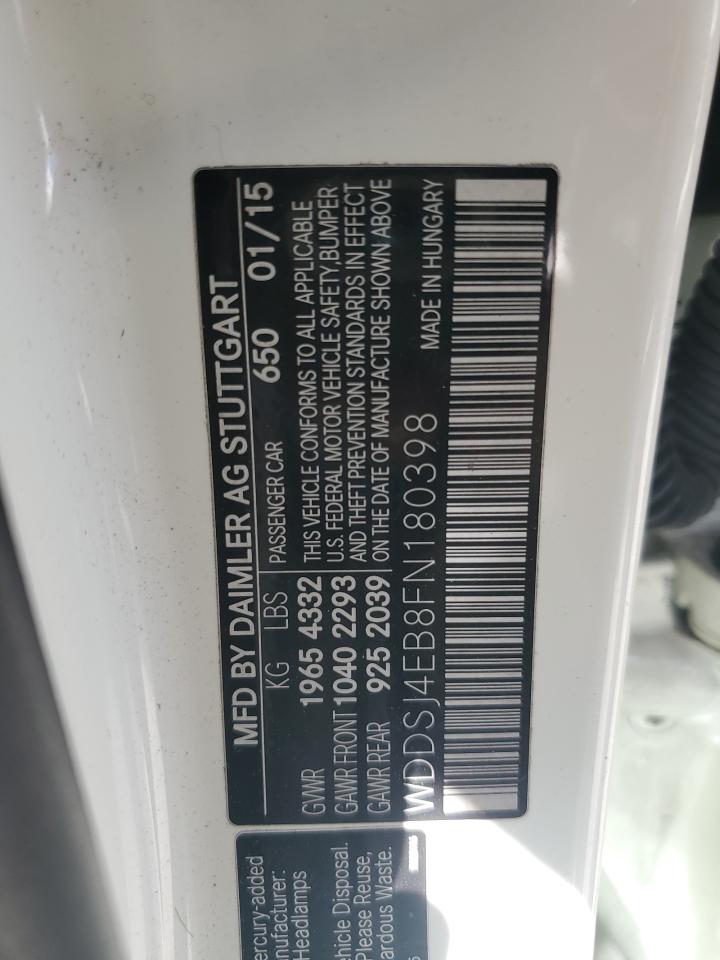 MFD BY DAIMLER AG STUTTGART
KG LBS PASSENGER CAR 650 01/15
GVWR 1965 4332 THIS VEHICLE CONFORMS TO ALL APPLICABLE
GAWR FRONT 1040 2293 U.S. FEDERAL MOTOR VEHICLE SAFETY,BUMPER
AND THEFT PREVENTION STANDARDS IN EFFECT
GAWR REAR 925 2039 ON THE DATE OF MANUFACTURE SHOWN ABOVE
WDDSJ4EB8FN180398 MADE IN HUNGARY
ercury-added
anufacturer:
Headlamps
ehicle Disposal.
Please Reuse,
ardous Waste.